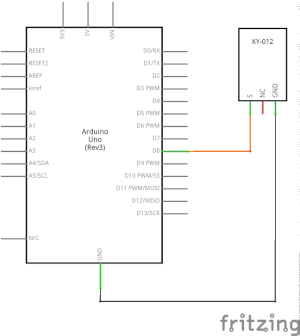 3V3
5V
VIN
RESET
RESET2
AREF
ioref
A0
A1
A2
A3
A4/SDA
A5/SCL
N/C
Arduino
Uno
(Rev3)
D0/RX
D1/TX
D2
D3 PWM
D4
D5 PWM
D6 PWM
D7
D8
D9 PWM
D10 PWM/SS
D11 PWM/MOSI
D12/MISO
D13/SCK
GND
KY-012
S
NC
GND
fritzing